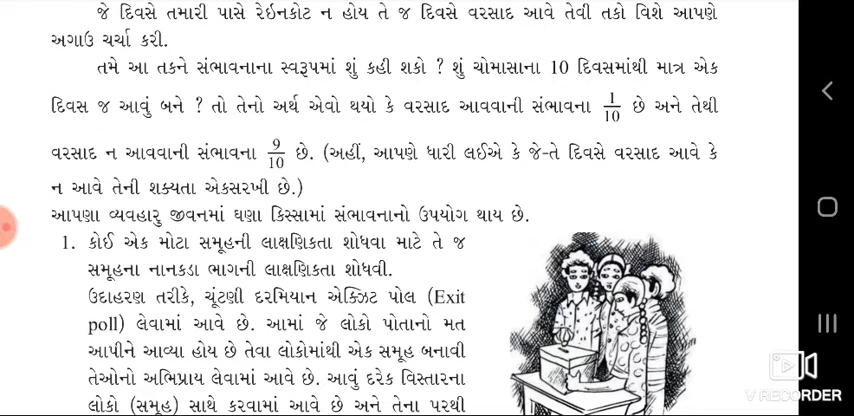 જે દિવસે તમારી પાસે રેઇનકોટ ન હોય તે જ દિવસે વરસાદ આવે તેવી તકો વિશે આપણે
અગાઉ ચર્ચા કરી.
તમે આ તકને સંભાવનાના સ્વરૂપમાં શું કહી શકો ? શું ચોમાસાના 10 દિવસમાંથી માત્ર એક
દિવસ જ આવું બને ? તો તેનો અર્થ એવો થયો કે વરસાદ આવવાની સંભાવના 1/10 છે અને તેથી
વરસાદ ન આવવાની સંભાવના 9/10 છે. (અહીં, આપણે ધારી લઈએ કે જે-તે દિવસે વરસાદ આવે કે
ન આવે તેની શક્યતા એકસરખી છે.)
આપણા વ્યવહારુ જીવનમાં ઘણા કિસ્સામાં સંભાવનાનો ઉપયોગ થાય છે.
1. કોઈ એક મોટા સમૂહની લાક્ષણિકતા શોધવા માટે તે જ
સમૂહના નાનકડા ભાગની લાક્ષણિકતા શોધવી.
ઉદાહરણ તરીકે, ચૂંટણી દરમિયાન એક્ઝિટ પોલ (Exit
poll) લેવામાં આવે છે. આમાં જે લોકો પોતાનો મત
આપીને આવ્યા હોય છે તેવા લોકોમાંથી એક સમૂહ બનાવી
તેઓનો અભિપ્રાય લેવામાં આવે છે. આવું દરેક વિસ્તારના
લોકો (સમૂહ) સાથે કરવામાં આવે છે અને તેના પરથી
V RECORDER